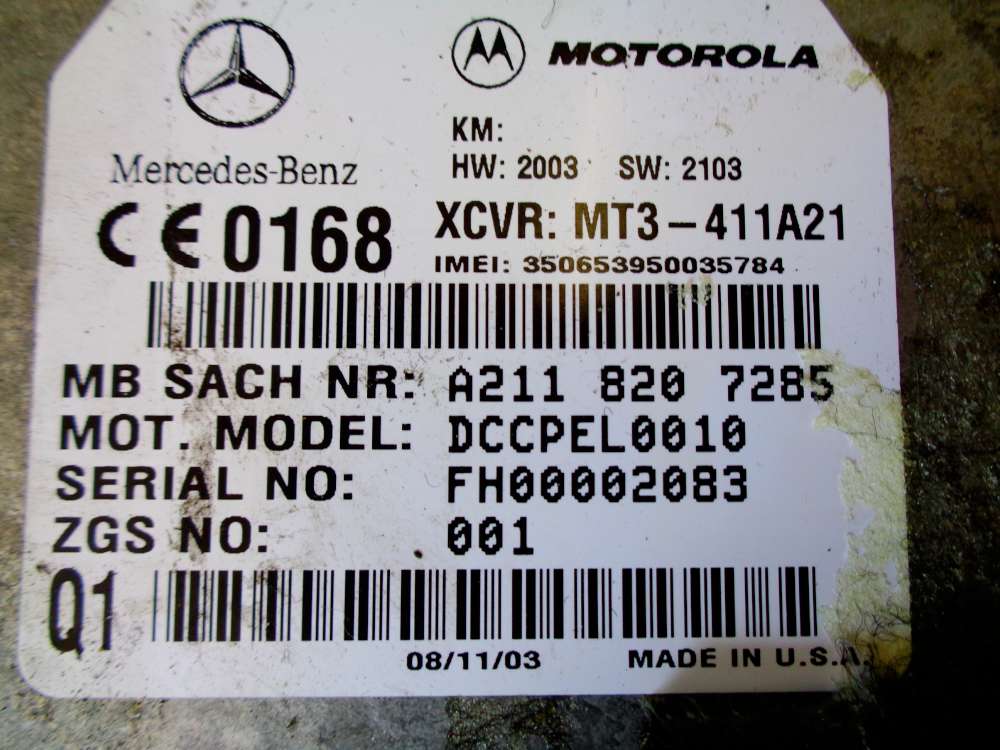 MOTOROLA
Mercedes-Benz
KM:
HW: 2003 SW: 2103
CE 0168
XCVR: MT3-411A21
IMEI: 350653950035784
MB SACH NR: A211 820 7285
MOT. MODEL: DCCPEL0010
SERIAL NO: FH00002083
ZGS NO: 001
Q1
08/11/03
MADE IN U.S.A.